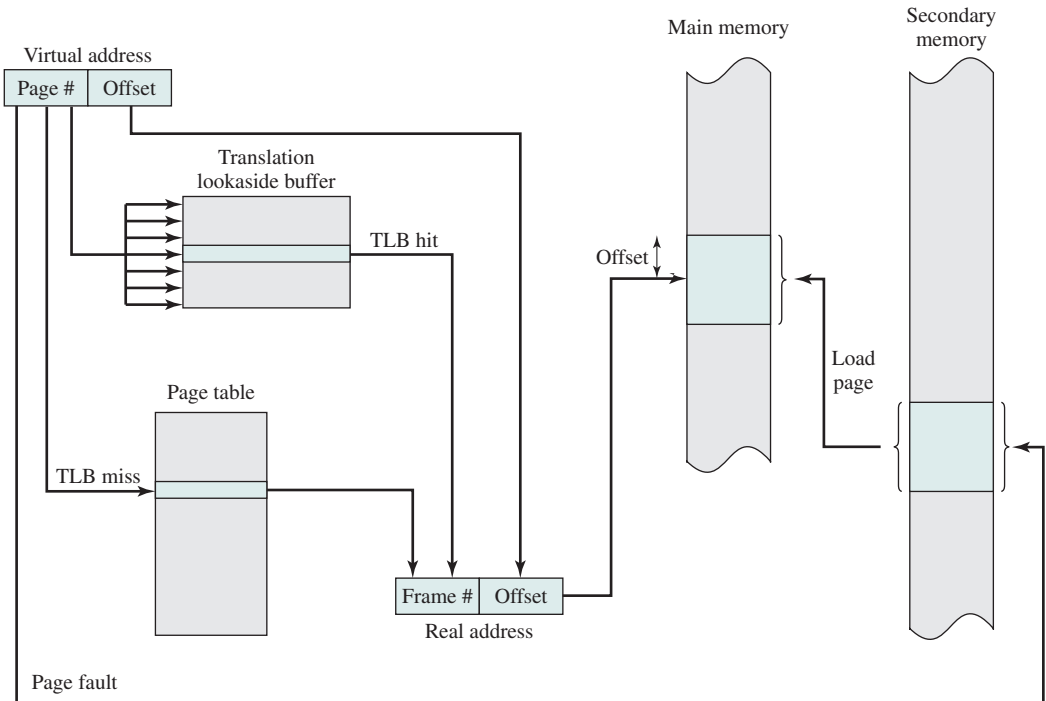 Virtual address
Page #
Offset
Translation
lookaside buffer
TLB hit
Page table
TLB miss
Frame #
Offset
Real address
Page fault
Main memory
Offset
Load
page
Secondary
memory